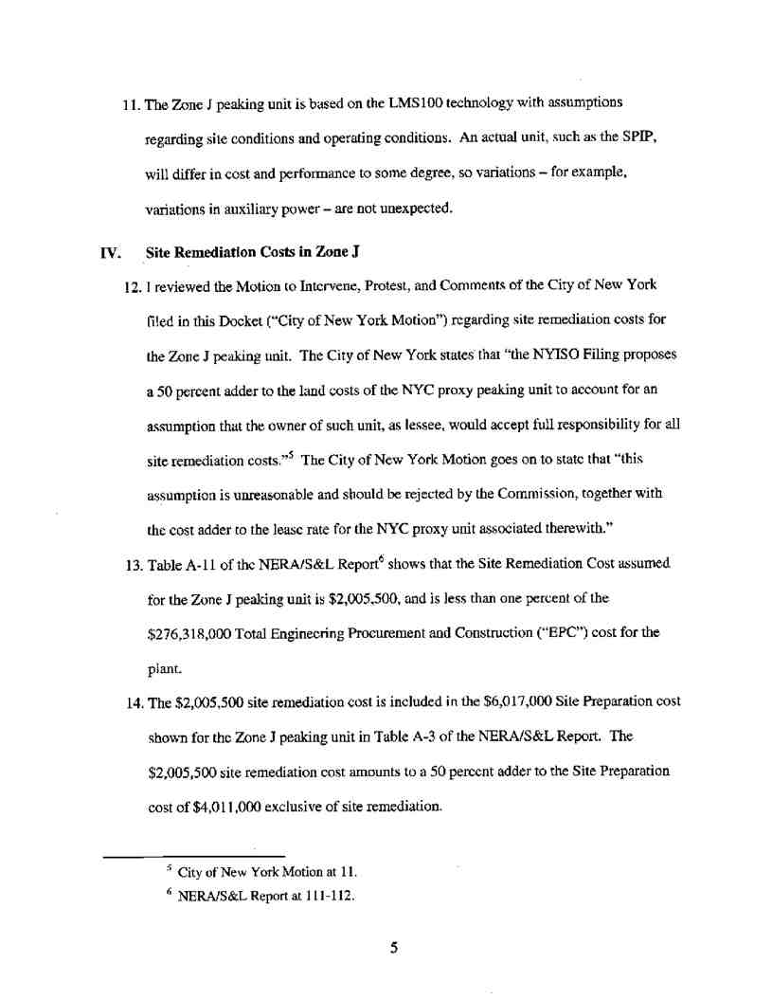 11. The Zone J peaking unit is based on the LMS100 technology with assumptions
regarding site conditions and operating conditions. An actual unit, such as the SPIP,
will differ in cost and performance to some degree, so variations – for example,
variations in auxiliary power – are not unexpected.
IV. Site Remediation Costs in Zone J
12. I reviewed the Motion to Intervene, Protest, and Comments of the City of New York
filed in this Docket (“City of New York Motion”) regarding site remediation costs for
the Zone J peaking unit. The City of New York states that “the NYISO Filing proposes
a 50 percent adder to the land costs of the NYC proxy peaking unit to account for an
assumption that the owner of such unit, as lessee, would accept full responsibility for all
site remediation costs.”5 The City of New York Motion goes on to state that “this
assumption is unreasonable and should be rejected by the Commission, together with
the cost adder to the lease rate for the NYC proxy unit associated therewith.”
13. Table A-11 of the NERA/S&L Report6 shows that the Site Remediation Cost assumed
for the Zone J peaking unit is $2,005,500, and is less than one percent of the
$276,318,000 Total Engineering Procurement and Construction (“EPC”) cost for the
plant.
14. The $2,005,500 site remediation cost is included in the $6,017,000 Site Preparation cost
shown for the Zone J peaking unit in Table A-3 of the NERA/S&L Report. The
$2,005,500 site remediation cost amounts to a 50 percent adder to the Site Preparation
cost of $4,011,000 exclusive of site remediation.
5 City of New York Motion at 11.
6 NERA/S&L Report at 111-112.
5